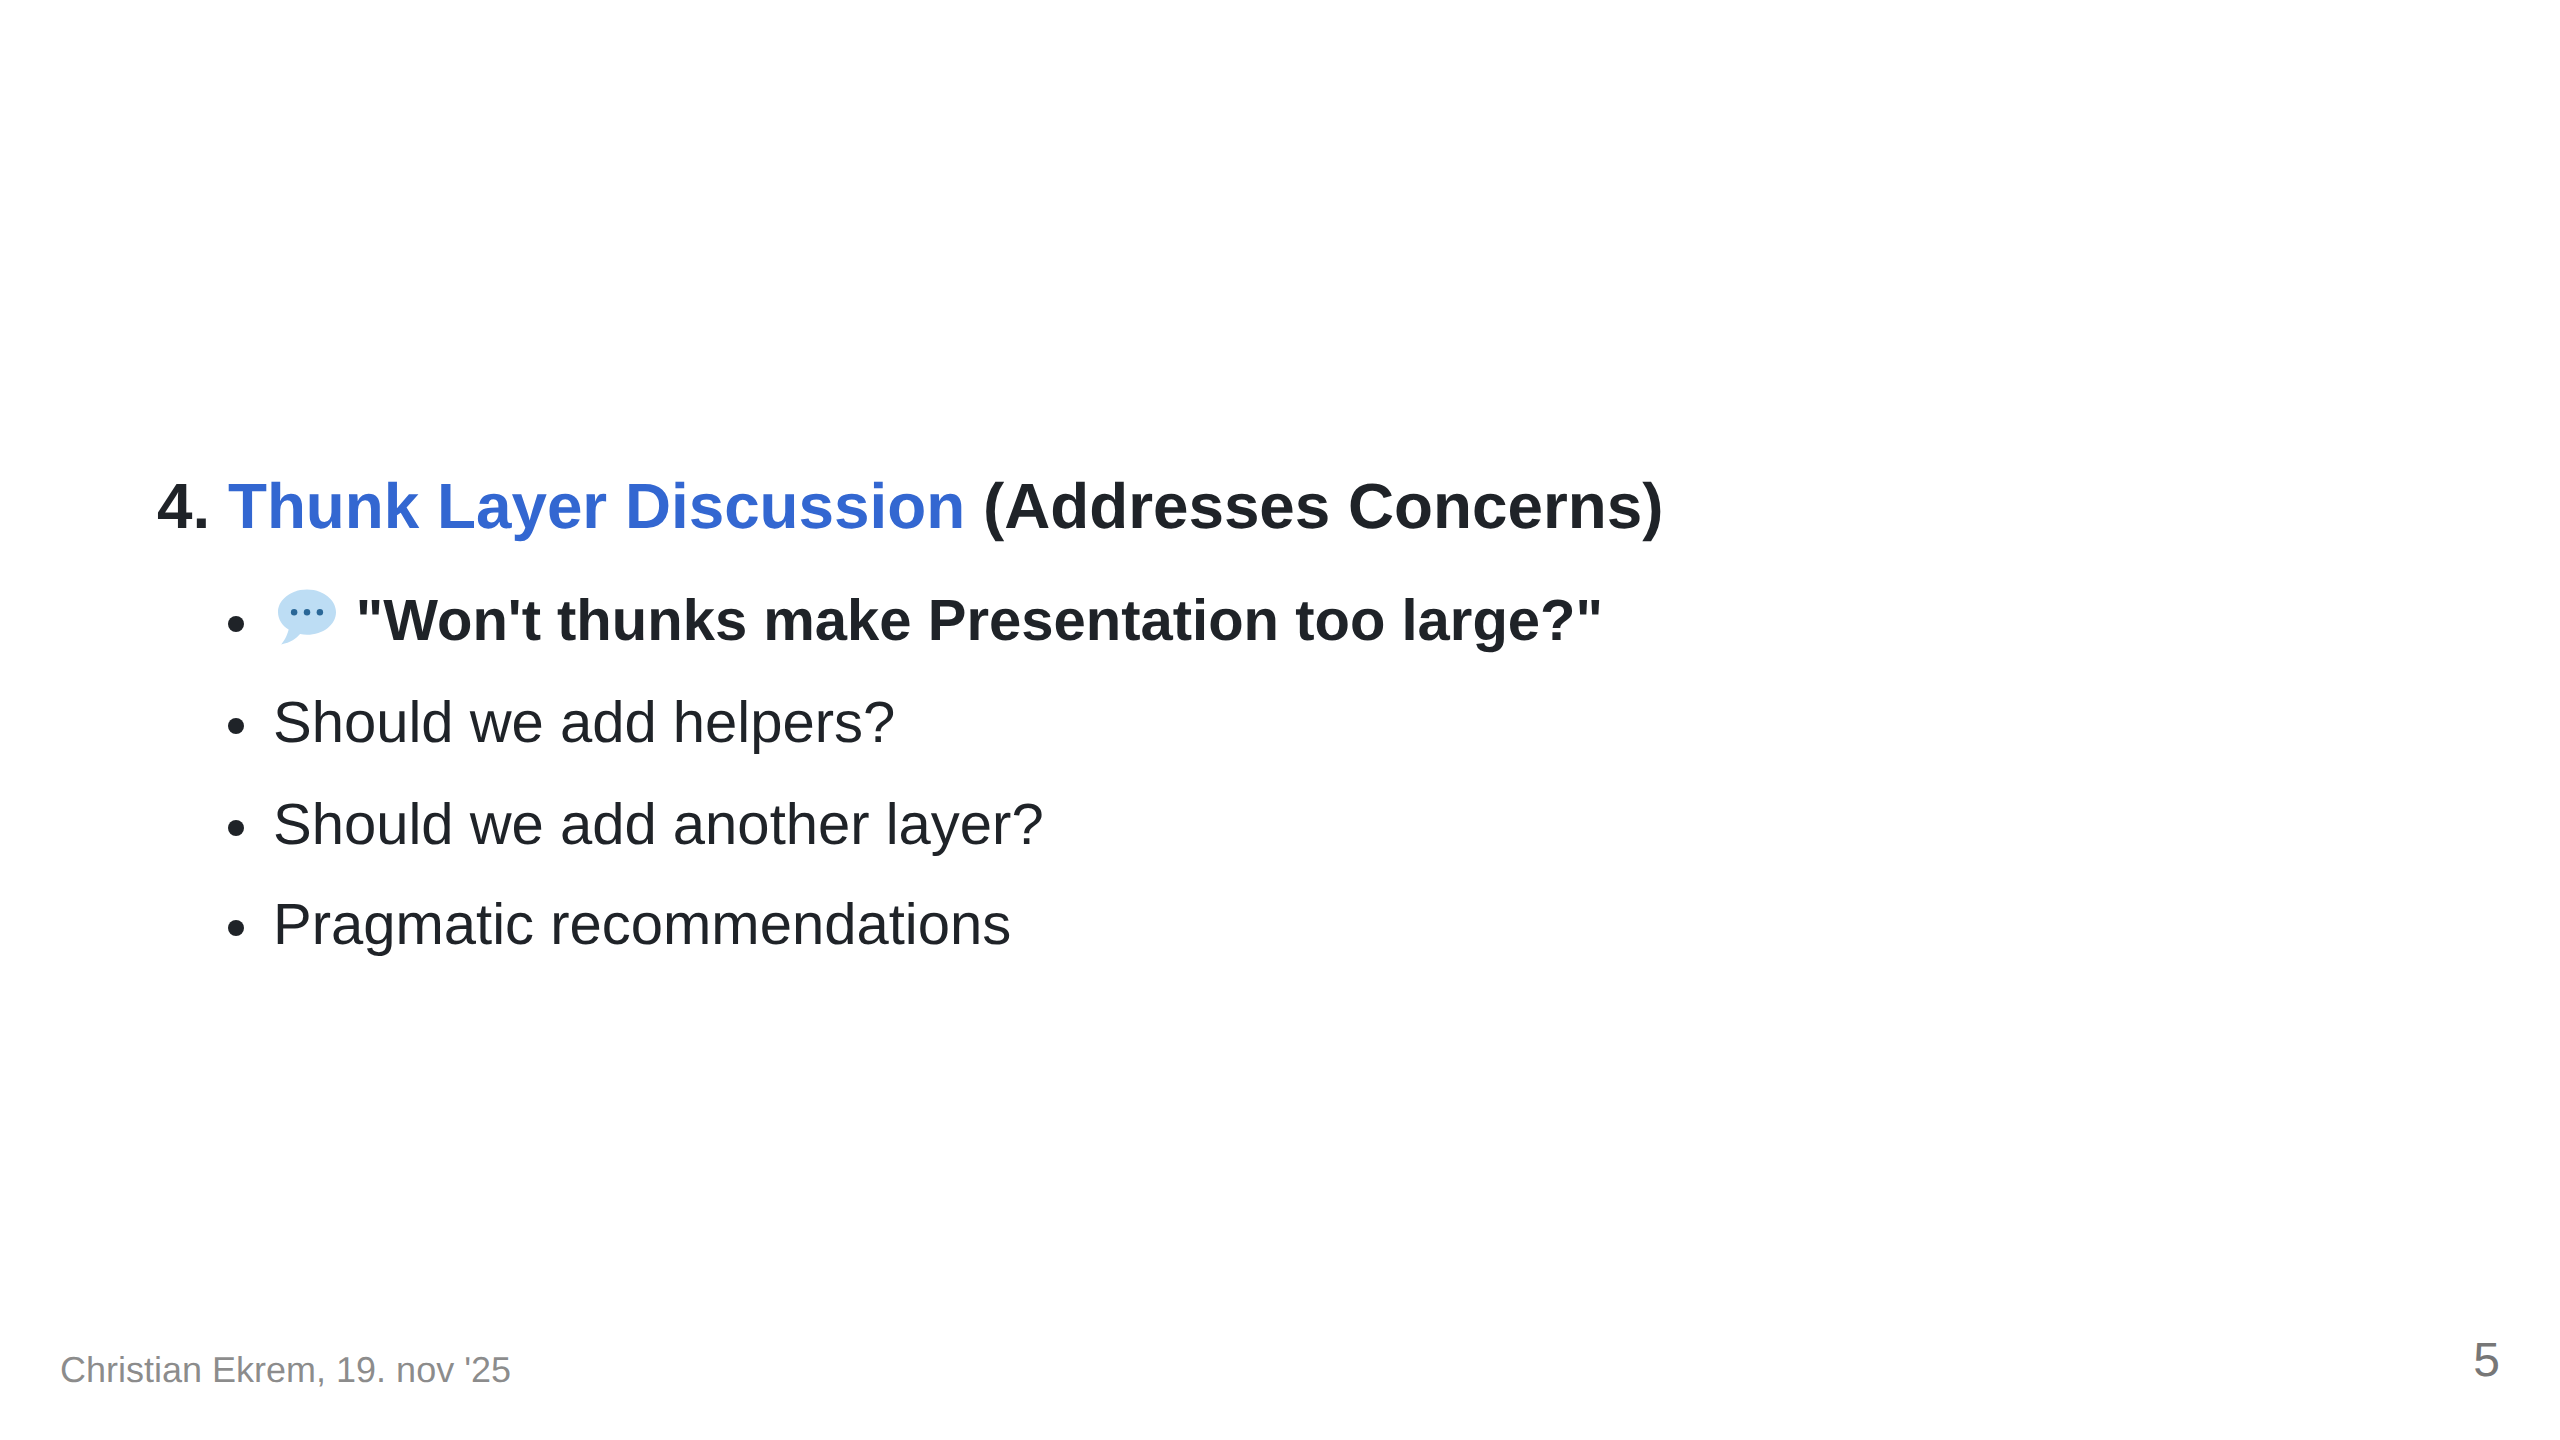 4. Thunk Layer Discussion (Addresses Concerns)
• 💬 "Won't thunks make Presentation too large?"
• Should we add helpers?
• Should we add another layer?
• Pragmatic recommendations
Christian Ekrem, 19. nov '25
5